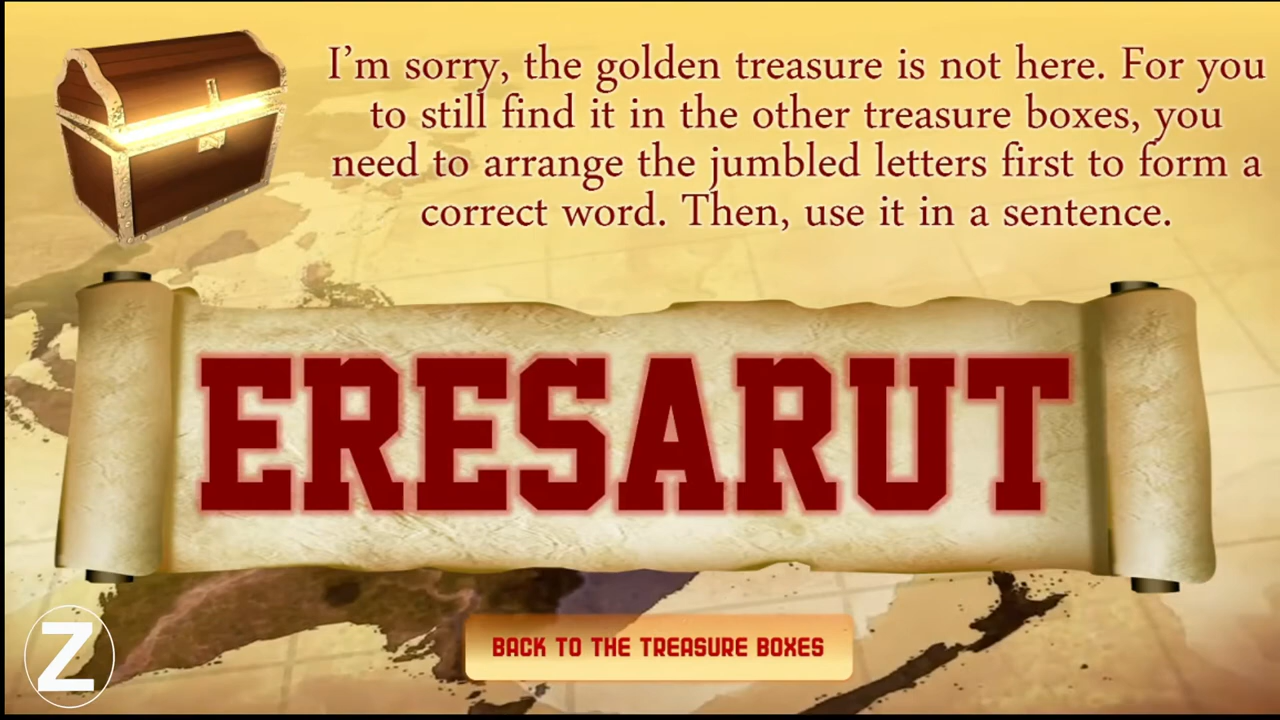 I'm sorry, the golden treasure is not here. For you
to still find it in the other treasure boxes, you
need to arrange the jumbled letters first to form a
correct word. Then, use it in a sentence.
ERESARUT
BACK TO THE TREASURE BOXES
Z